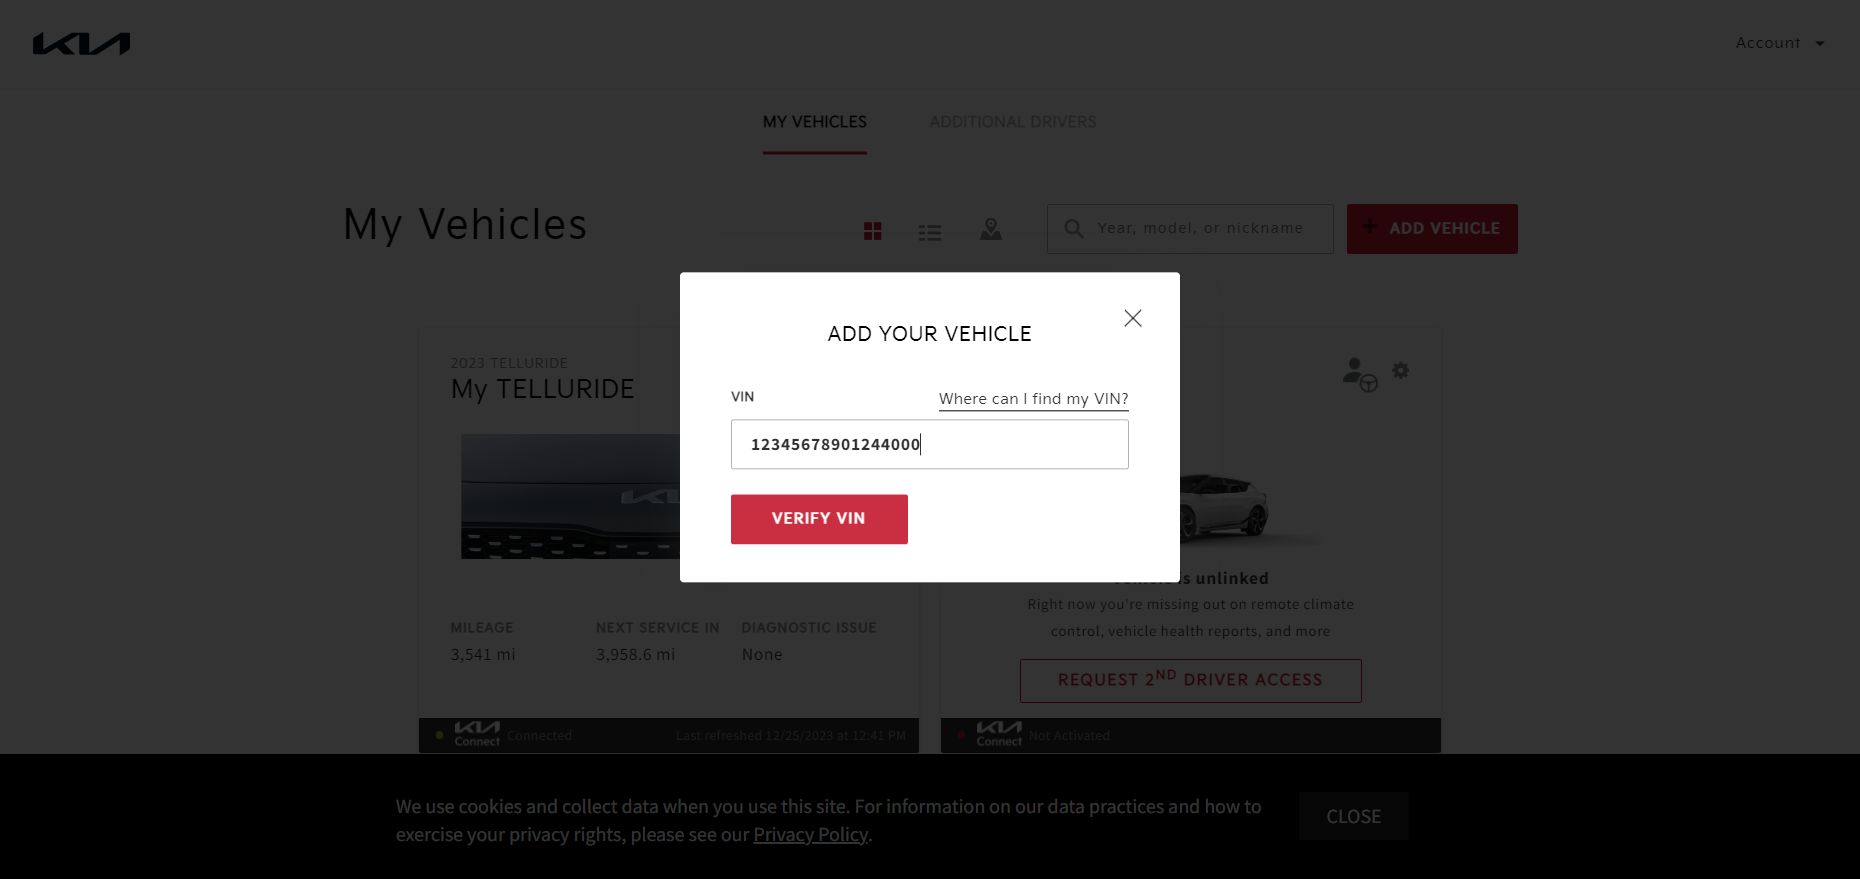 KIA
Account
MY VEHICLES
ADDITIONAL DRIVERS
My Vehicles
Year, model, or nickname
+ ADD VEHICLE
ADD YOUR VEHICLE
VIN
Where can I find my VIN?
12345678901244000
VERIFY VIN
2023 TELLURIDE
My TELLURIDE
KIA
MILEAGE
NEXT SERVICE IN
DIAGNOSTIC ISSUE
3,541 mi
3,958.6 mi
None
KIA
Connect
Connected
Last refreshed 12/25/2023 at 12:41 PM
is unlinked
Right now you're missing out on remote climate
control, vehicle health reports, and more
REQUEST 2ND DRIVER ACCESS
KIA
Connect
Not Activated
We use cookies and collect data when you use this site. For information on our data practices and how to
exercise your privacy rights, please see our Privacy Policy.
CLOSE